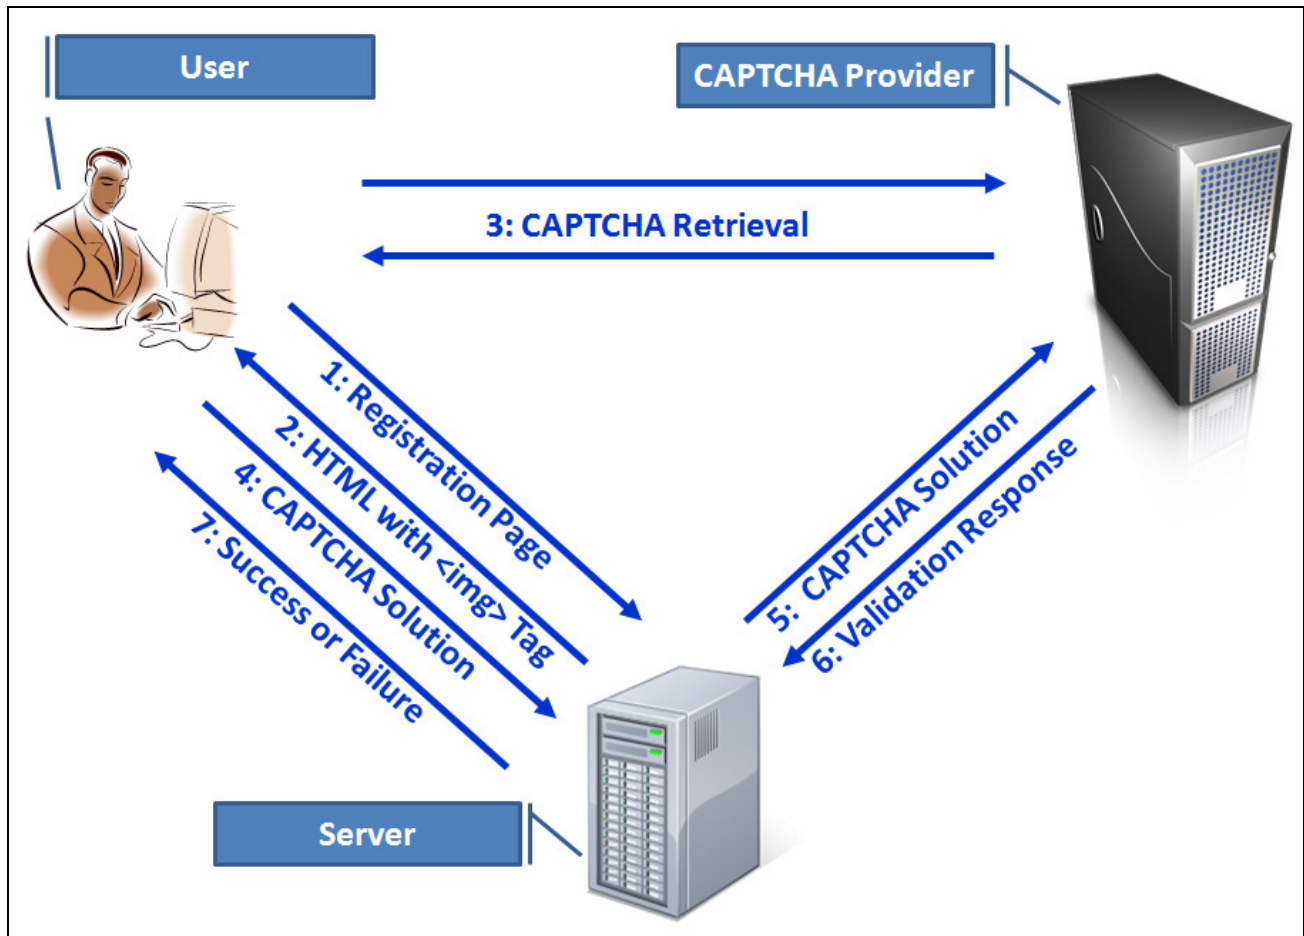 User
CAPTCHA Provider
3: CAPTCHA Retrieval
1: Registration Page
2: HTML with <img> Tag
4: CAPTCHA Solution
7: Success or Failure
5: CAPTCHA Solution
6: Validation Response
Server